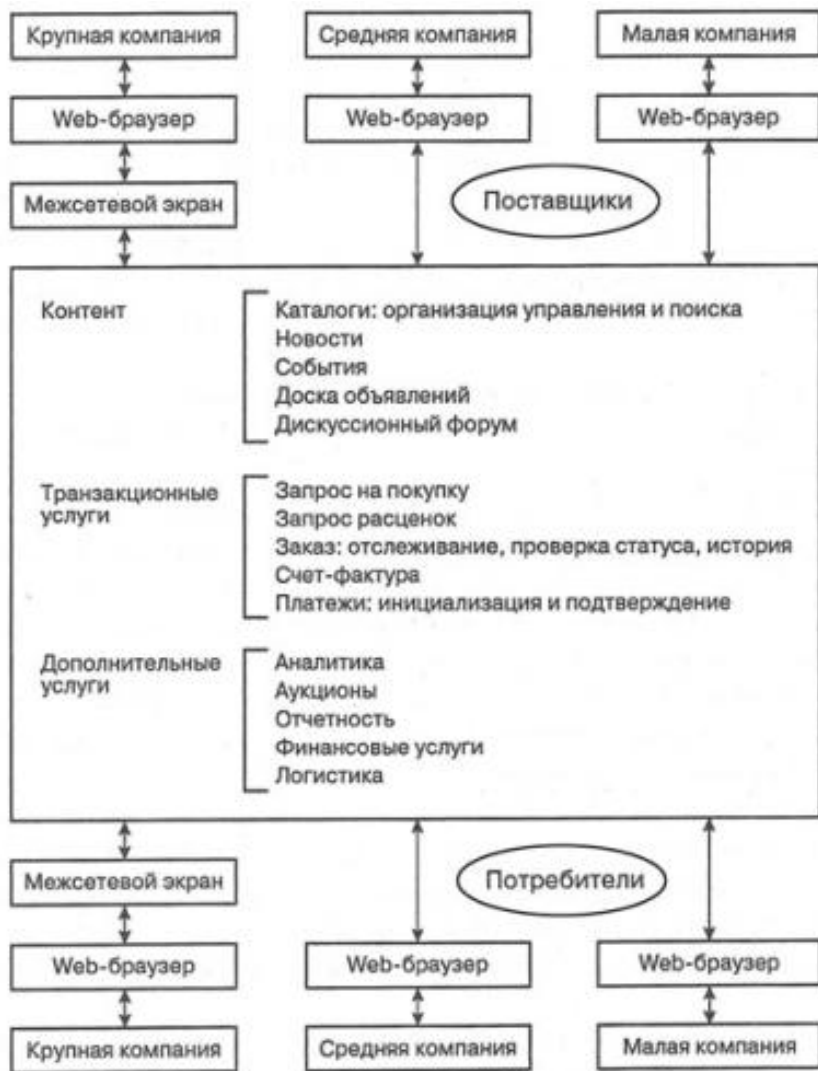 Крупная компания
Средняя компания
Малая компания
Web-браузер
Web-браузер
Web-браузер
Межсетевой экран
Поставщики
Контент
Каталоги: организация управления и поиска
Новости
События
Доска объявлений
Дискуссионный форум
Транзакционные
услуги
Запрос на покупку
Запрос расценок
Заказ: отслеживание, проверка статуса, история
Счет-фактура
Платежи: инициализация и подтверждение
Дополнительные
услуги
Аналитика
Аукционы
Отчетность
Финансовые услуги
Логистика
Межсетевой экран
Потребители
Web-браузер
Web-браузер
Web-браузер
Крупная компания
Средняя компания
Малая компания